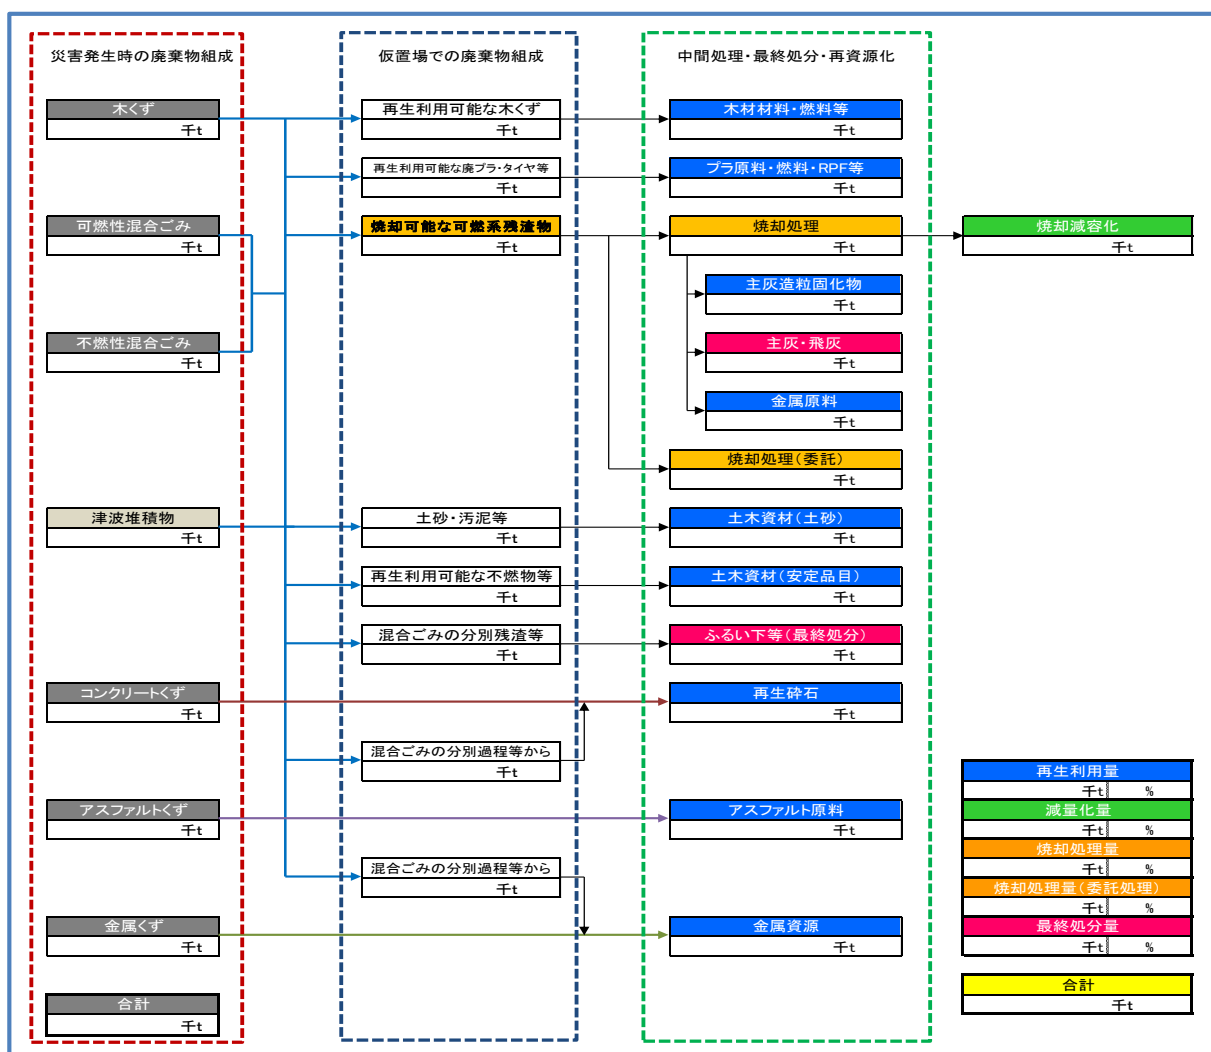 災害発生時の廃棄物組成
木くず
千t
可燃性混合ごみ
千t
不燃性混合ごみ
千t
津波堆積物
千t
コンクリートくず
千t
アスファルトくず
千t
金属くず
千t
合計
千t
仮置場での廃棄物組成
再生利用可能な木くず
千t
再生利用可能な廃プラ・タイヤ等
千t
焼却可能な可燃系残渣物
千t
土砂・汚泥等
千t
再生利用可能な不燃物等
千t
混合ごみの分別残渣等
千t
混合ごみの分別過程等から
千t
混合ごみの分別過程等から
千t
中間処理・最終処分・再資源化
木材材料・燃料等
千t
プラ原料・燃料・RPF等
千t
焼却処理
千t
主灰造粒固化物
千t
主灰・飛灰
千t
金属原料
千t
焼却処理(委託)
千t
土木資材(土砂)
千t
土木資材(安定品目)
千t
ふるい下等(最終処分)
千t
再生砕石
千t
アスファルト原料
千t
金属資源
千t
焼却減容化
千t
再生利用量
千t %
減量化量
千t %
焼却処理量
千t %
焼却処理量(委託処理)
千t %
最終処分量
千t %
合計
千t